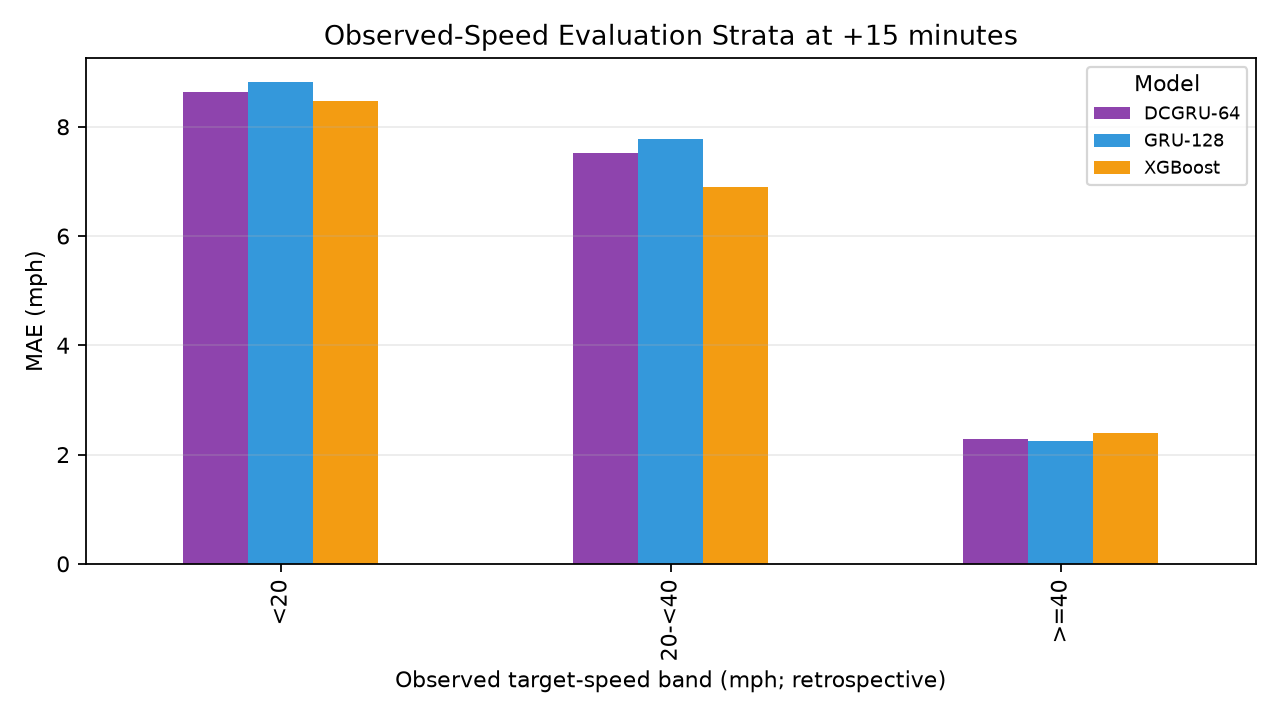 Observed-Speed Evaluation Strata at +15 minutes
Model
DCGRU-64
GRU-128
XGBoost
MAE (mph)
8
6
4
2
0
<20
20-<40
>=40
Observed target-speed band (mph; retrospective)